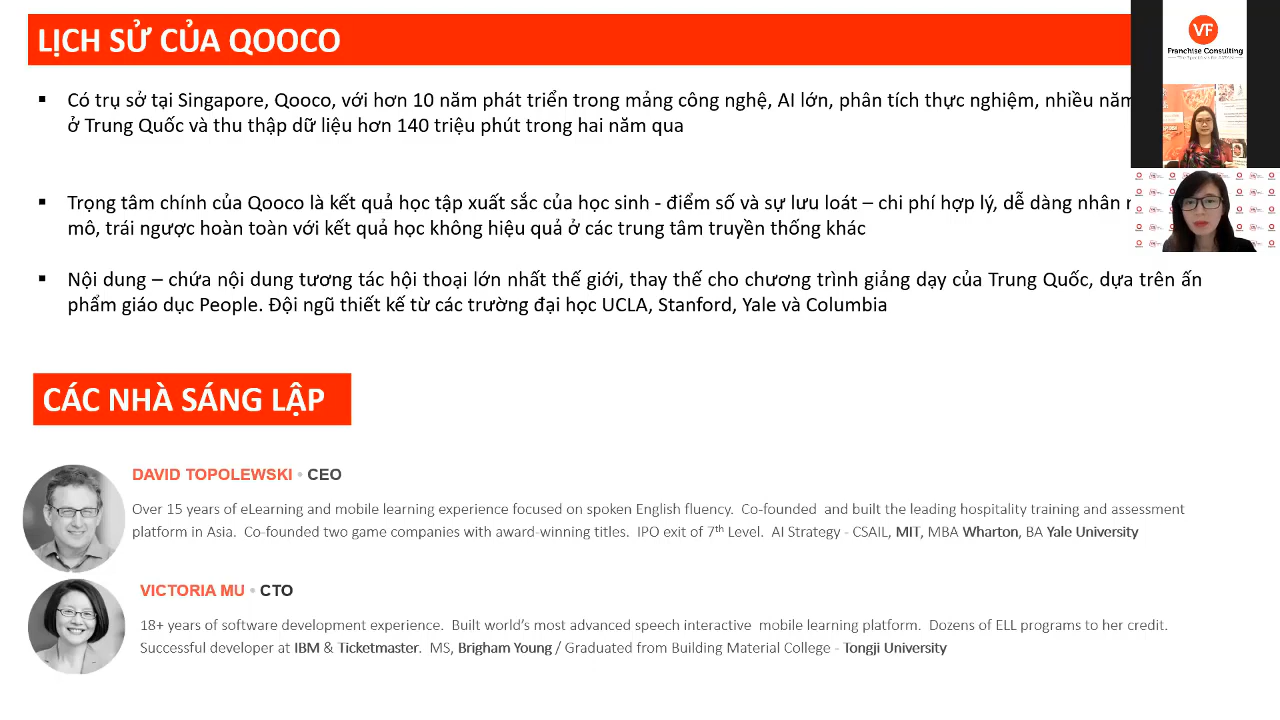 LỊCH SỬ CỦA QOOCO
VF
Franchise Consulting
Có trụ sở tại Singapore, Qooco, với hơn 10 năm phát triển trong mảng công nghệ, AI lớn, phân tích thực nghiệm, nhiều năm
ở Trung Quốc và thu thập dữ liệu hơn 140 triệu phút trong hai năm qua
Trọng tâm chính của Qooco là kết quả học tập xuất sắc của học sinh - điểm số và sự lưu loát – chi phí hợp lý, dễ dàng nhân
mô, trái ngược hoàn toàn với kết quả học không hiệu quả ở các trung tâm truyền thống khác
Nội dung – chứa nội dung tương tác hội thoại lớn nhất thế giới, thay thế cho chương trình giảng dạy của Trung Quốc, dựa trên ấn
phẩm giáo dục People. Đội ngũ thiết kế từ các trường đại học UCLA, Stanford, Yale và Columbia
CÁC NHÀ SÁNG LẬP
DAVID TOPOLEWSKI • CEO
Over 15 years of eLearning and mobile learning experience focused on spoken English fluency. Co-founded and built the leading hospitality training and assessment
platform in Asia. Co-founded two game companies with award-winning titles. IPO exit of 7th Level. AI Strategy - CSAIL, MIT, MBA Wharton, BA Yale University
VICTORIA MU • CTO
18+ years of software development experience. Built world's most advanced speech interactive mobile learning platform. Dozens of ELL programs to her credit.
Successful developer at IBM & Ticketmaster. MS, Brigham Young / Graduated from Building Material College - Tongji University